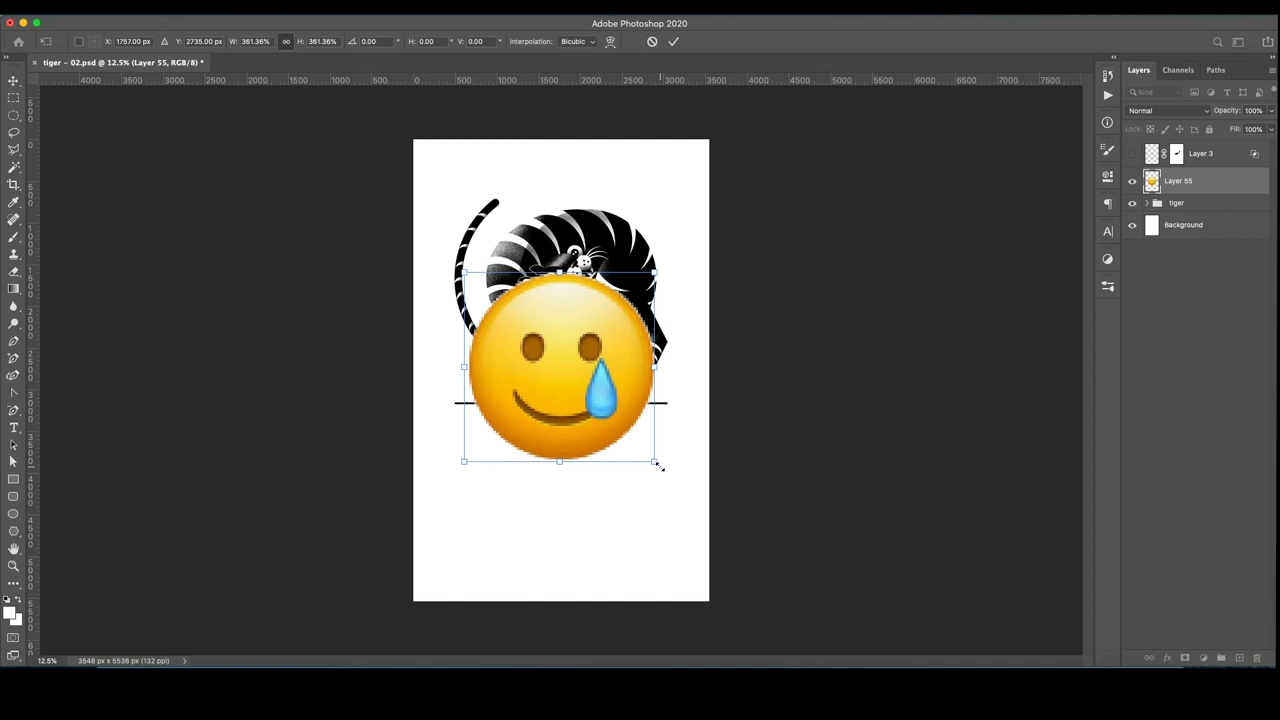 Adobe Photoshop 2020
X: 1757.00 px Y: 2735.00 px W: 361.36% H: 361.36% 0.00 ° H: 0.00 ° V: 0.00 ° Interpolation: Bicubic
tiger - 02.psd @ 12.5% (Layer 55, RGB/8) *
4000 3500 3000 2500 2000 1500 1000 500 0 500 1000 1500 2000 2500 3000 3500 4000 4500 5000 5500 6000 6500 7000 7500
Layers Channels Paths
Kind
Normal Opacity: 100%
Lock: Fill: 100%
Layer 3
Layer 55
tiger
Background
12.5% 3548 px x 5538 px (132 ppi)